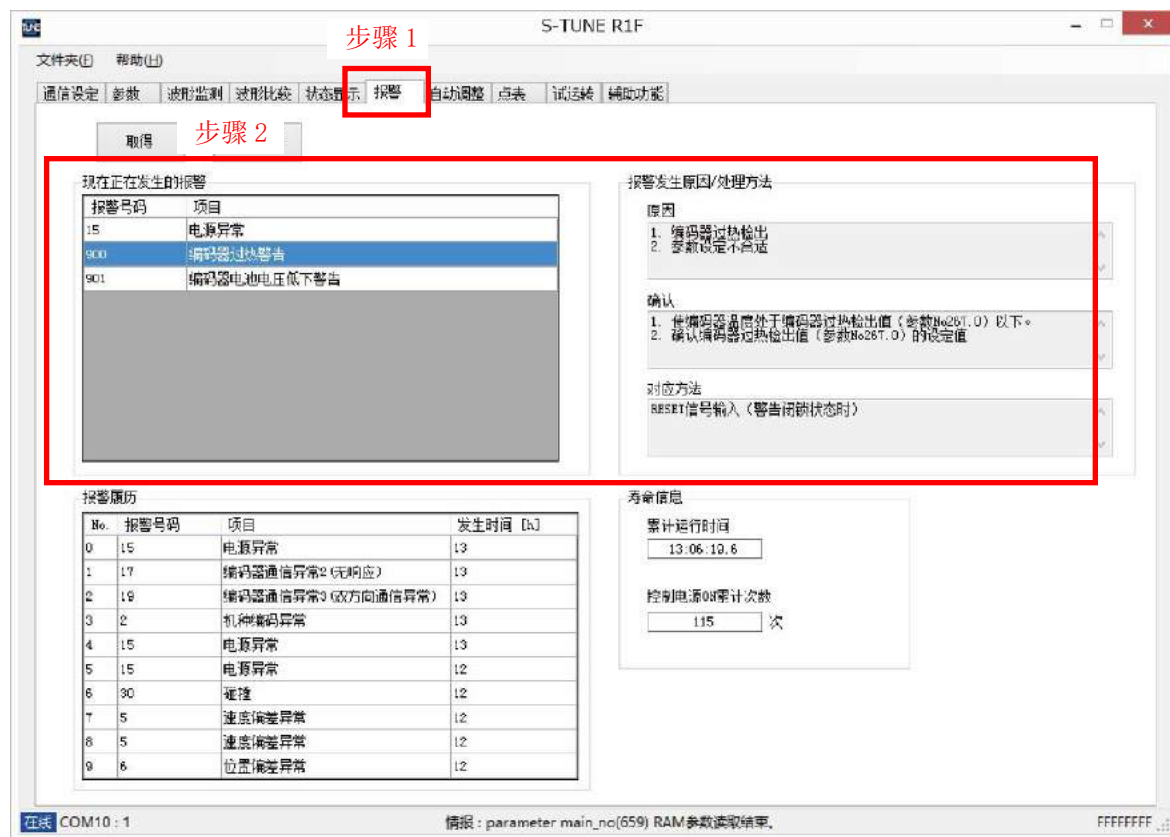 S-TUNE R1F
步骤 1
文件夹(F) 帮助(H)
通信设定 参数 波形监测 波形比较 状态显示 报警 自动调整 点表 试运转 辅助功能
取得
步骤 2
现在正在发生的报警
报警号码 项目
15 电源异常
900 编码器过热警告
901 编码器电池电压低下警告
报警发生原因/处理方法
原因
1. 编码器过热检出
2. 参数设定不合适
确认
1. 使编码器温度处于编码器过热检出值(参数No267.0)以下。
2. 确认编码器过热检出值(参数No267.0)的设定值
对应方法
RESET信号输入(警告闭锁状态时)
报警履历
No. 报警号码 项目 发生时间 [h]
0 15 电源异常 13
1 17 编码器通信异常2(无响应) 13
2 19 编码器通信异常3(双方向通信异常) 13
3 2 机种编码异常 13
4 15 电源异常 13
5 15 电源异常 12
6 30 碰撞 12
7 5 速度偏差异常 12
8 5 速度偏差异常 12
9 6 位置偏差异常 12
寿命信息
累计运行时间
13:06:19.6
控制电源ON累计次数
115 次
在线 COM10 : 1
情报 : parameter main_no(659) RAM参数读取结束。
FFFFFFFF